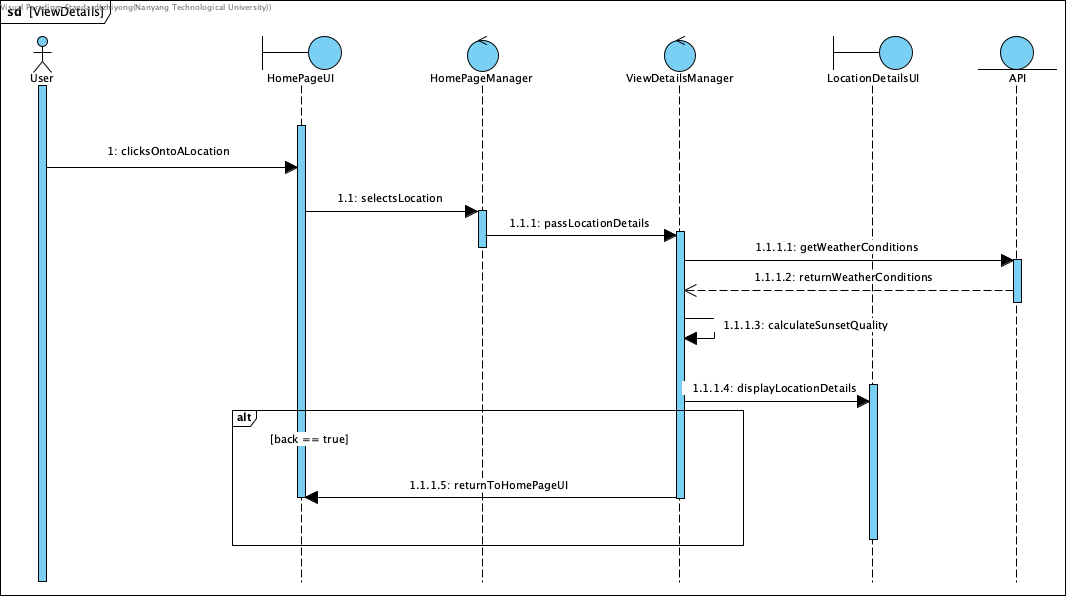 Visual Paradigm Standard(zhiyong(Nanyang Technological University))
sd [ViewDetails]
User
HomePageUI
HomePageManager
ViewDetailsManager
LocationDetailsUI
API
1: clicksOntoALocation
1.1: selectsLocation
1.1.1: passLocationDetails
1.1.1.1: getWeatherConditions
1.1.1.2: returnWeatherConditions
1.1.1.3: calculateSunsetQuality
1.1.1.4: displayLocationDetails
alt
[back == true]
1.1.1.5: returnToHomePageUI